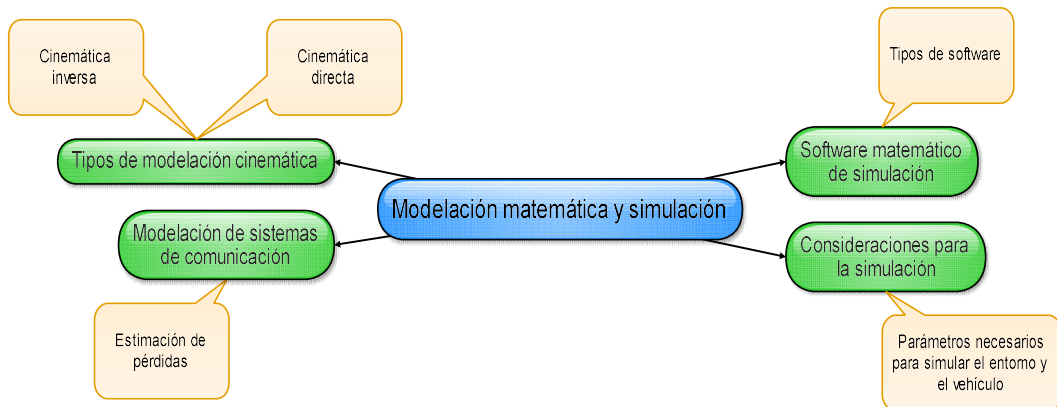 Cinemática
inversa
Cinemática
directa
Tipos de software
Tipos de modelación cinemática
Software matemático
de simulación
Modelación matemática y simulación
Modelación de sistemas
de comunicación
Consideraciones para
la simulación
Estimación de
pérdidas
Parámetros necesarios
para simular el entorno y
el vehículo